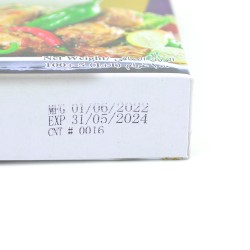 Net Weight
MFG 01/06/2022
EXP 31/05/2024
CNT # 0016